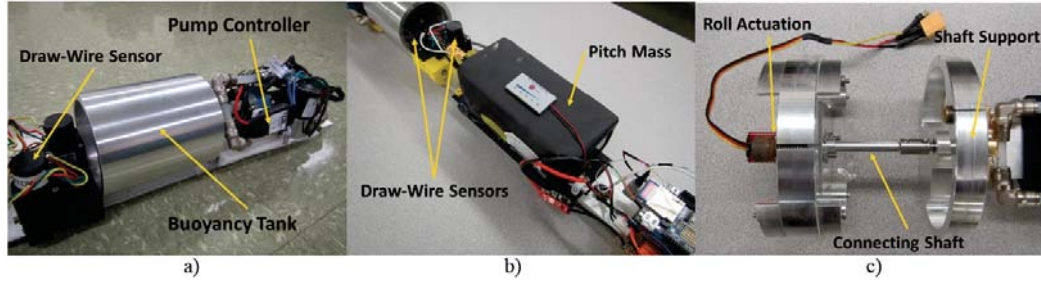 Draw-Wire Sensor
Pump Controller
Buoyancy Tank
a)
Pitch Mass
Draw-Wire Sensors
b)
Roll Actuation
Shaft Support
Connecting Shaft
c)